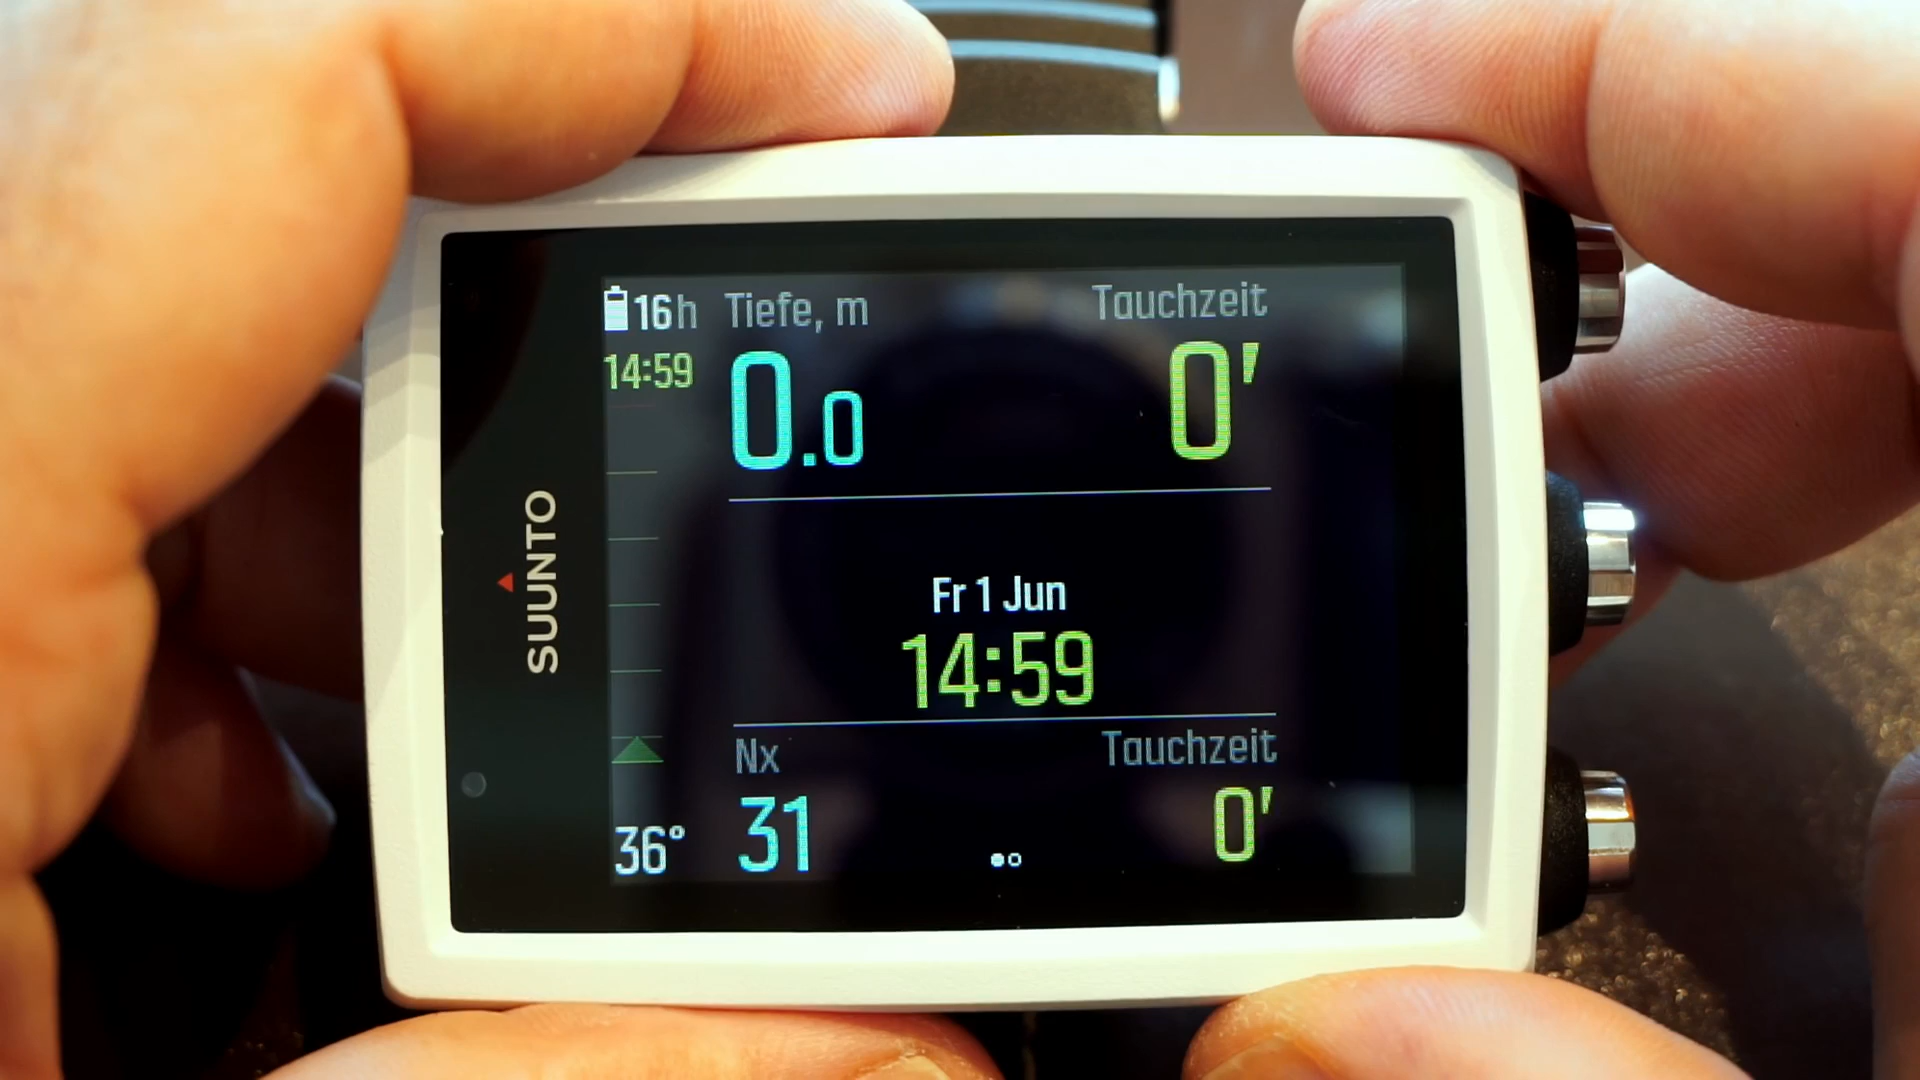 SUUNTO
16h
14:59
Tiefe, m
0.0
Tauchzeit
0'
Fr 1 Jun
14:59
Nx
31
Tauchzeit
0'
36°